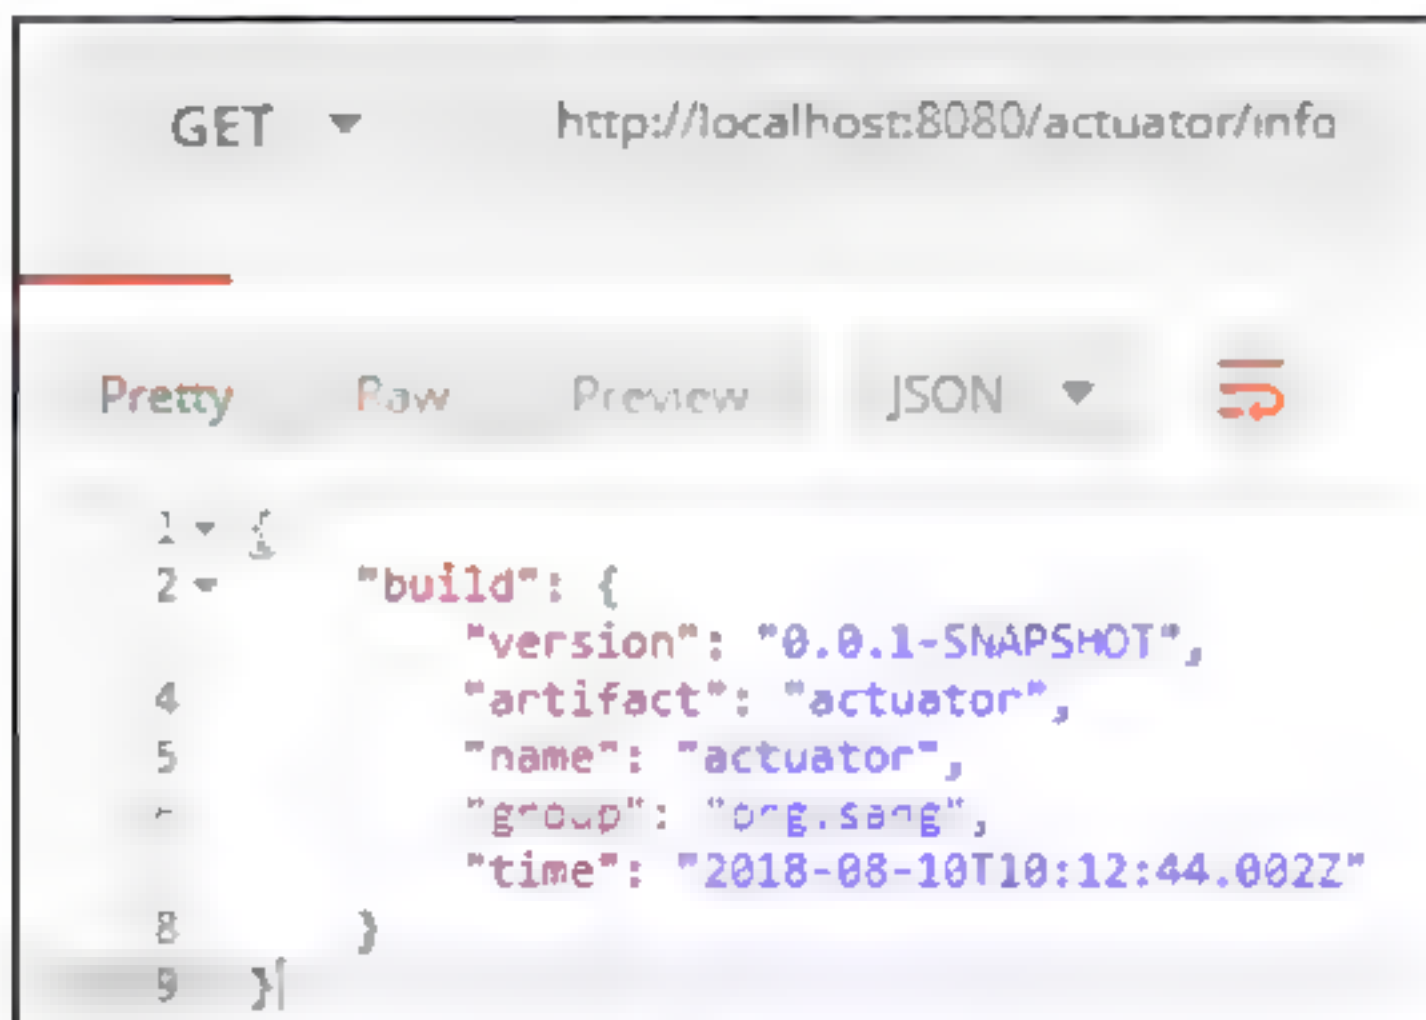 GET http://localhost:8080/actuator/info
Pretty Raw Preview JSON
1 {
2 "build": {
"version": "0.0.1-SNAPSHOT",
4 "artifact": "actuator",
5 "name": "actuator",
"group": "org.sang",
"time": "2018-08-10T10:12:44.002Z"
8 }
9 }